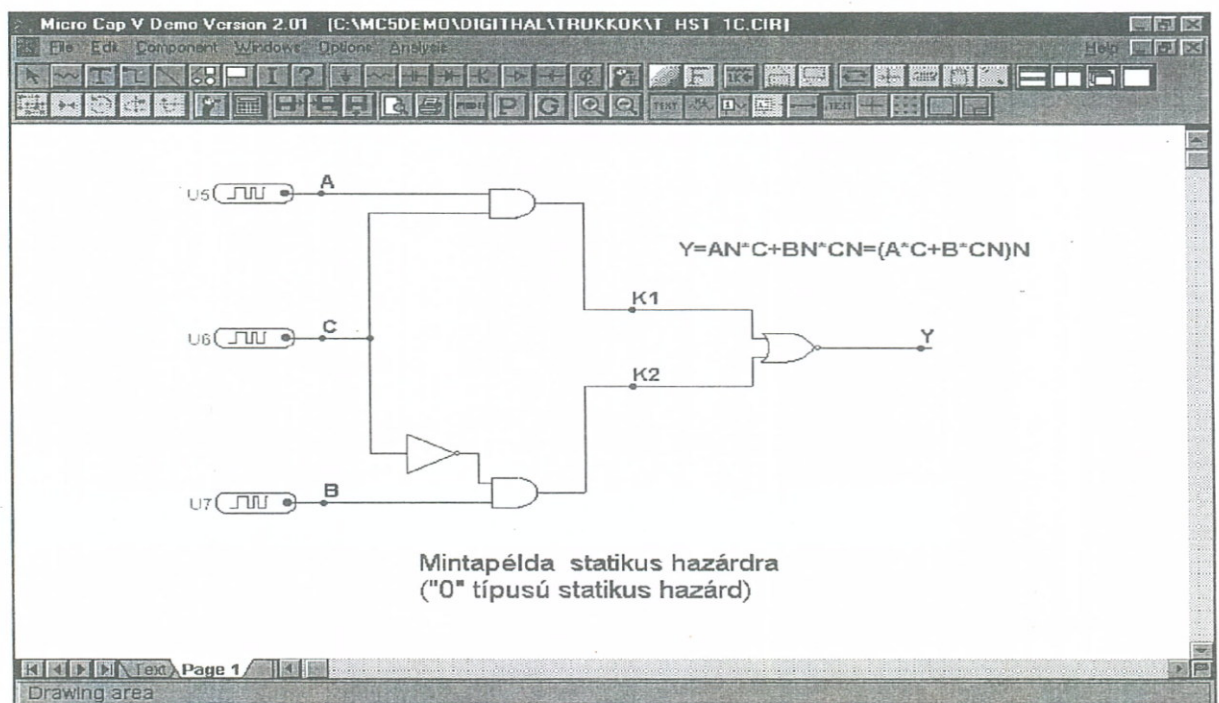 Micro Cap V Demo Version 2.01 [C:\MC5DEMO\DIGITHAL\TRUKKOK\T_HST_1C.CIR]
File Edit Component Windows Options Analysis Help
U5 A
Y=AN*C+BN*CN=(A*C+B*CN)N
K1
U6 C
Y
K2
U7 B
Mintapélda statikus hazárdra
("0" típusú statikus hazárd)
Text Page 1
Drawing area